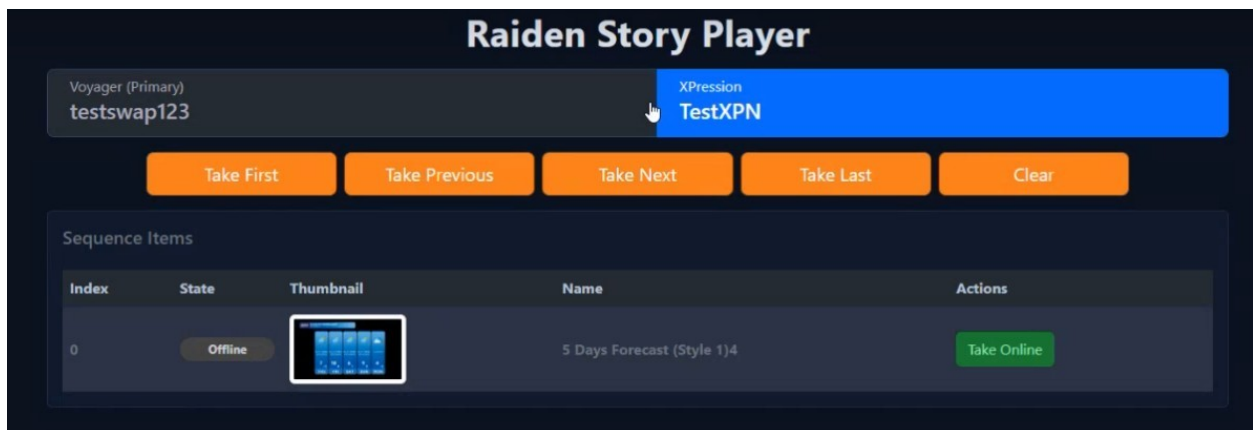 Raiden Story Player
Voyager (Primary)
testswap123
XPression
TestXPN
Take First
Take Previous
Take Next
Take Last
Clear
Sequence Items
Index State Thumbnail Name Actions
0 Offline 5 Days Forecast (Style 1)4 Take Online